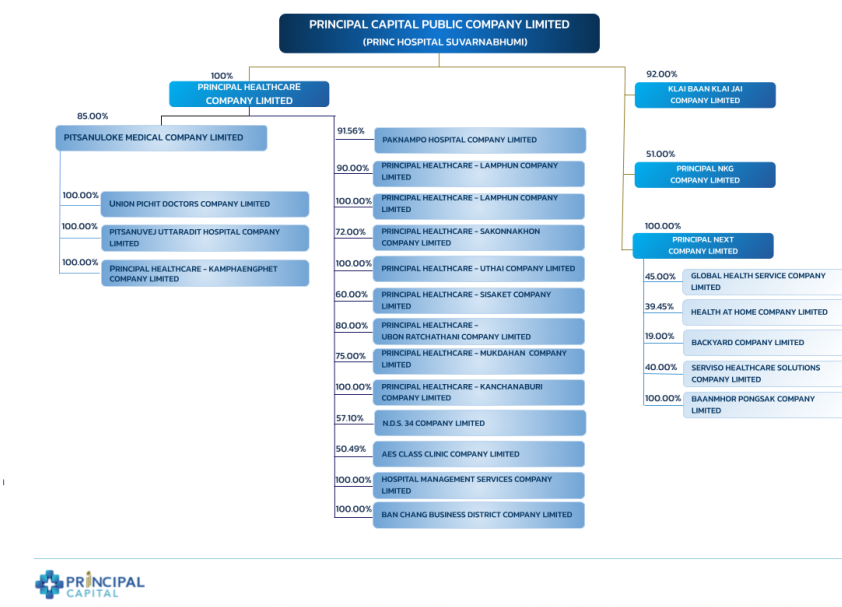 PRINCIPAL CAPITAL PUBLIC COMPANY LIMITED
(PRINC HOSPITAL SUVARNABHUMI)
100%
PRINCIPAL HEALTHCARE
COMPANY LIMITED
85.00%
PITSANULOKE MEDICAL COMPANY LIMITED
100.00%
UNION PICHIT DOCTORS COMPANY LIMITED
100.00%
PITSANUVEJ UTTARADIT HOSPITAL COMPANY
LIMITED
100.00%
PRINCIPAL HEALTHCARE - KAMPHAENGPHET
COMPANY LIMITED
91.56%
PAKNAMPO HOSPITAL COMPANY LIMITED
90.00%
PRINCIPAL HEALTHCARE - LAMPHUN COMPANY
LIMITED
100.00%
PRINCIPAL HEALTHCARE - LAMPHUN COMPANY
LIMITED
72.00%
PRINCIPAL HEALTHCARE - SAKONNAKHON
COMPANY LIMITED
100.00%
PRINCIPAL HEALTHCARE - UTHAI COMPANY LIMITED
60.00%
PRINCIPAL HEALTHCARE - SISAKET COMPANY
LIMITED
80.00%
PRINCIPAL HEALTHCARE -
UBON RATCHATHANI COMPANY LIMITED
75.00%
PRINCIPAL HEALTHCARE - MUKDAHAN COMPANY
LIMITED
100.00%
PRINCIPAL HEALTHCARE - KANCHANABURI
COMPANY LIMITED
57.10%
N.D.S. 34 COMPANY LIMITED
50.49%
AES CLASS CLINIC COMPANY LIMITED
100.00%
HOSPITAL MANAGEMENT SERVICES COMPANY
LIMITED
100.00%
BAN CHANG BUSINESS DISTRICT COMPANY LIMITED
92.00%
KLAI BAAN KLAI JAI
COMPANY LIMITED
51.00%
PRINCIPAL NKG
COMPANY LIMITED
100.00%
PRINCIPAL NEXT
COMPANY LIMITED
45.00%
GLOBAL HEALTH SERVICE COMPANY
LIMITED
39.45%
HEALTH AT HOME COMPANY LIMITED
19.00%
BACKYARD COMPANY LIMITED
40.00%
SERVISO HEALTHCARE SOLUTIONS
COMPANY LIMITED
100.00%
BAANMHOR PONGSAK COMPANY
LIMITED
PRINCIPAL
CAPITAL